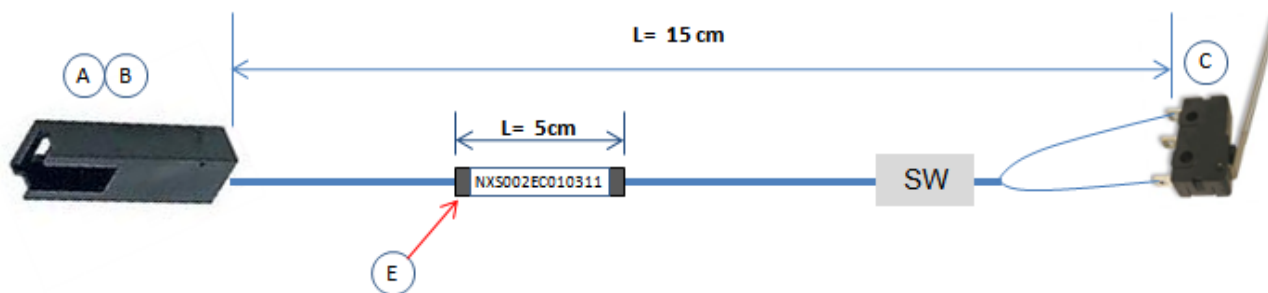 L= 15 cm
A B
C
L= 5cm
NXS002EC010311
SW
E